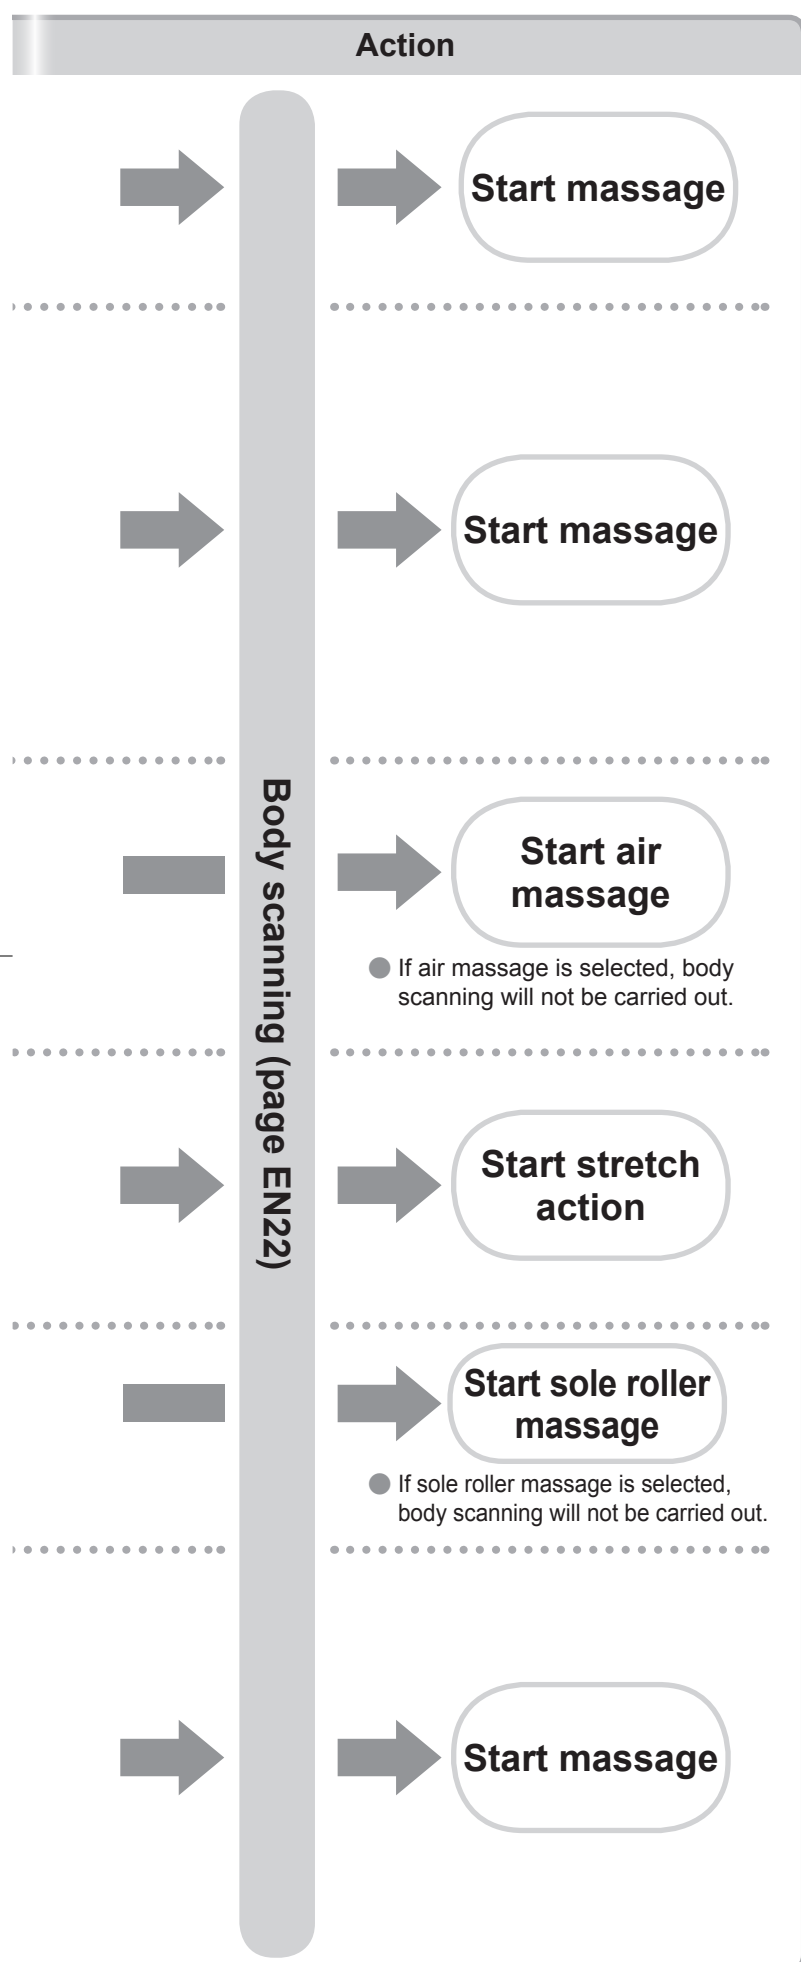 Action
Start massage
Start massage
Body scanning (page EN22)
Start air
massage
● If air massage is selected, body
scanning will not be carried out.
Start stretch
action
Start sole roller
massage
● If sole roller massage is selected,
body scanning will not be carried out.
Start massage